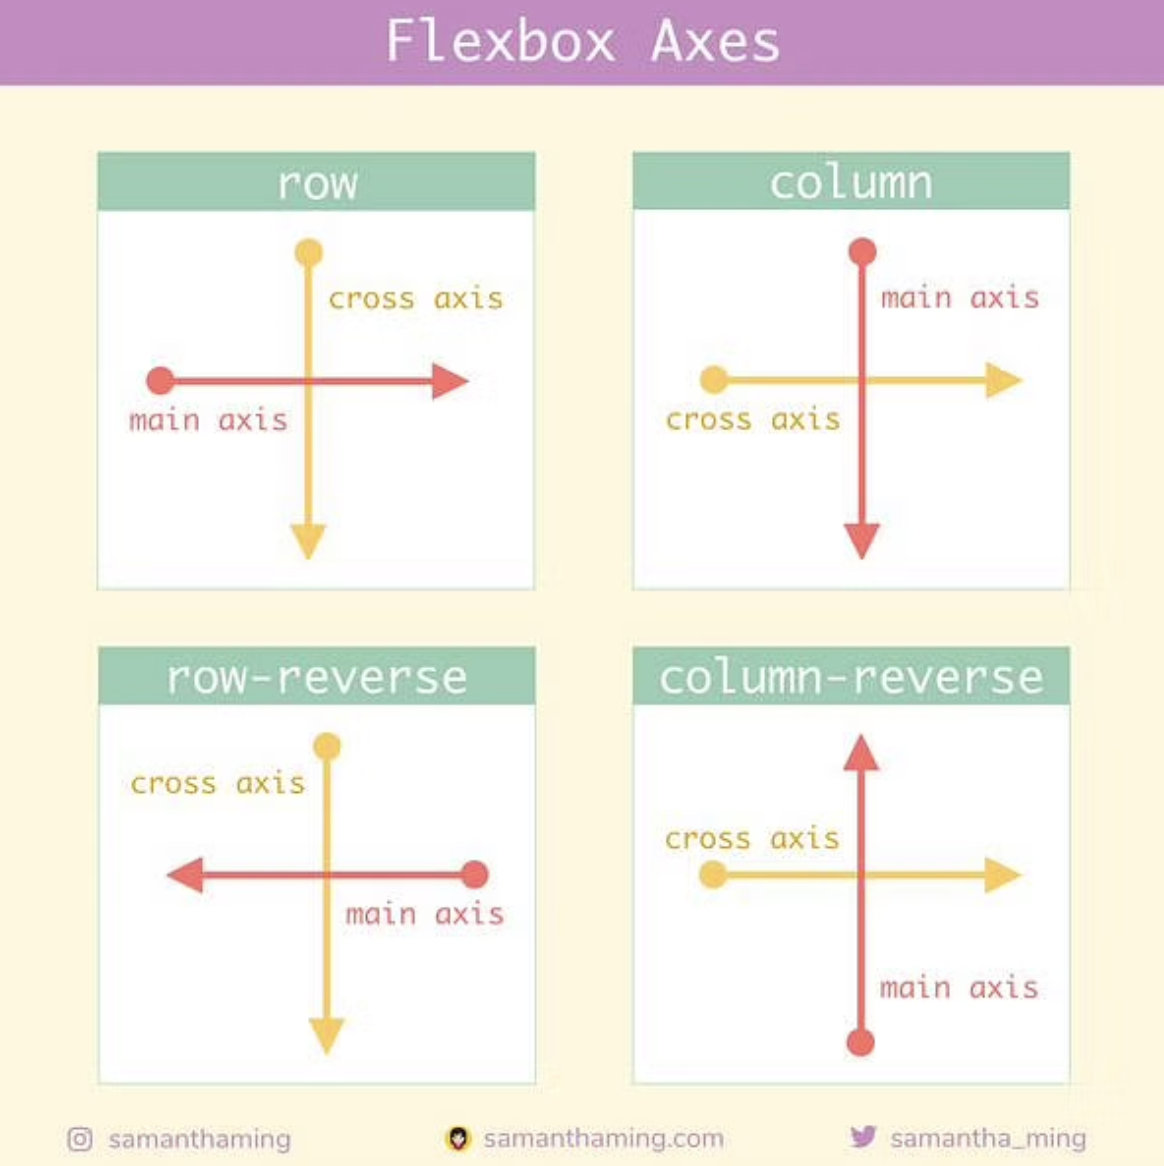 Flexbox Axes
row
cross axis
main axis
column
main axis
cross axis
row-reverse
cross axis
main axis
column-reverse
cross axis
main axis
samanthaming
samanthaming.com
samantha_ming